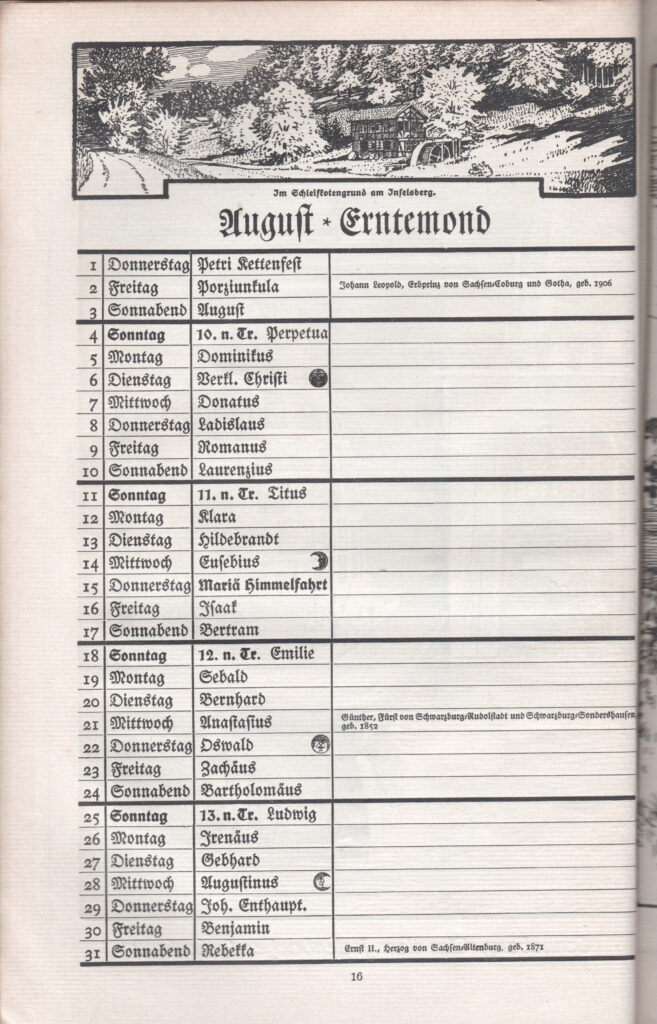 Im Schleifkotengrund am Inselsberg.
August * Erntemond
1 Donnerstag Petri Kettenfest
2 Freitag Porziunkula Johann Leopold, Erbprinz von Sachsen-Coburg und Gotha, geb. 1906
3 Sonnabend August
4 Sonntag 10. n. Tr. Perpetua
5 Montag Dominikus
6 Dienstag Verkl. Christi
7 Mittwoch Donatus
8 Donnerstag Ladislaus
9 Freitag Romanus
10 Sonnabend Laurenzius
11 Sonntag 11. n. Tr. Titus
12 Montag Klara
13 Dienstag Hildebrandt
14 Mittwoch Eusebius
15 Donnerstag Mariä Himmelfahrt
16 Freitag Isaak
17 Sonnabend Bertram
18 Sonntag 12. n. Tr. Emilie
19 Montag Sebald
20 Dienstag Bernhard
21 Mittwoch Anastasius Günther, Fürst von Schwarzburg-Rudolstadt und Schwarzburg-Sondershausen
geb. 1852
22 Donnerstag Oswald
23 Freitag Zachäus
24 Sonnabend Bartholomäus
25 Sonntag 13. n. Tr. Ludwig
26 Montag Irenäus
27 Dienstag Gebhard
28 Mittwoch Augustinus
29 Donnerstag Joh. Enthaupt.
30 Freitag Benjamin
31 Sonnabend Rebekka Ernst II., Herzog von Sachsen-Altenburg, geb. 1871
16